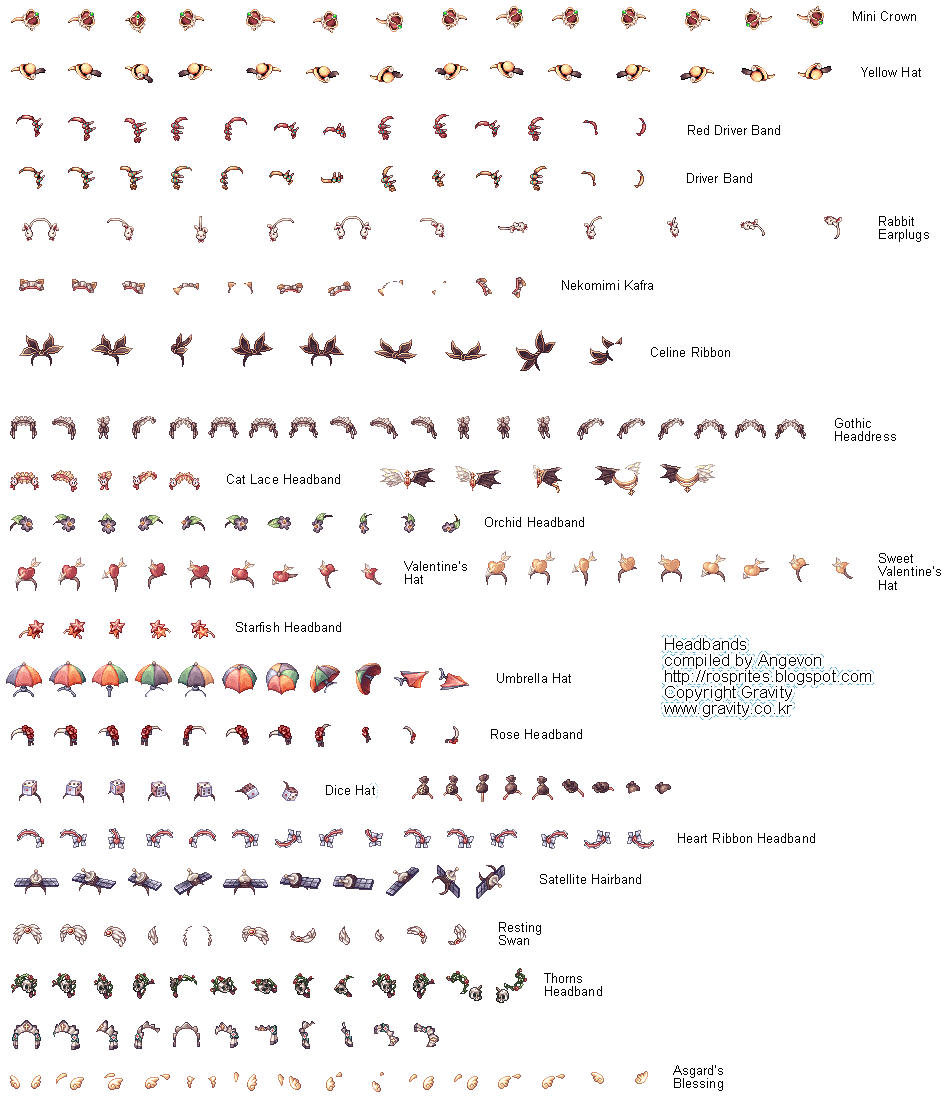 Mini Crown
Yellow Hat
Red Driver Band
Driver Band
Rabbit
Earplugs
Nekomimi Kafra
Celine Ribbon
Gothic
Headdress
Cat Lace Headband
Orchid Headband
Valentine's
Hat
Sweet
Valentine's
Hat
Starfish Headband
Headbands
compiled by Angevon
http://rosprites.blogspot.com
Copyright Gravity
www.gravity.co.kr
Umbrella Hat
Rose Headband
Dice Hat
Heart Ribbon Headband
Satellite Hairband
Resting
Swan
Thorns
Headband
Asgard's
Blessing